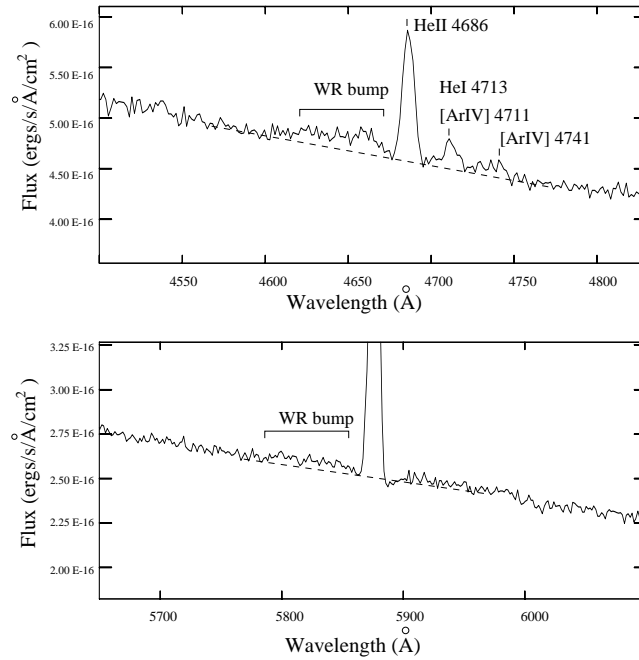 6.00 E-16
5.50 E-16
5.00 E-16
4.50 E-16
4.00 E-16
Flux (ergs/s/Å/cm²)
HeII 4686
WR bump
HeI 4713
[ArIV] 4711
[ArIV] 4741
4550 4600 4650 4700 4750 4800
Wavelength (Å)
3.25 E-16
3.00 E-16
2.75 E-16
2.50 E-16
2.25 E-16
2.00 E-16
Flux (ergs/s/Å/cm²)
WR bump
5700 5800 5900 6000
Wavelength (Å)